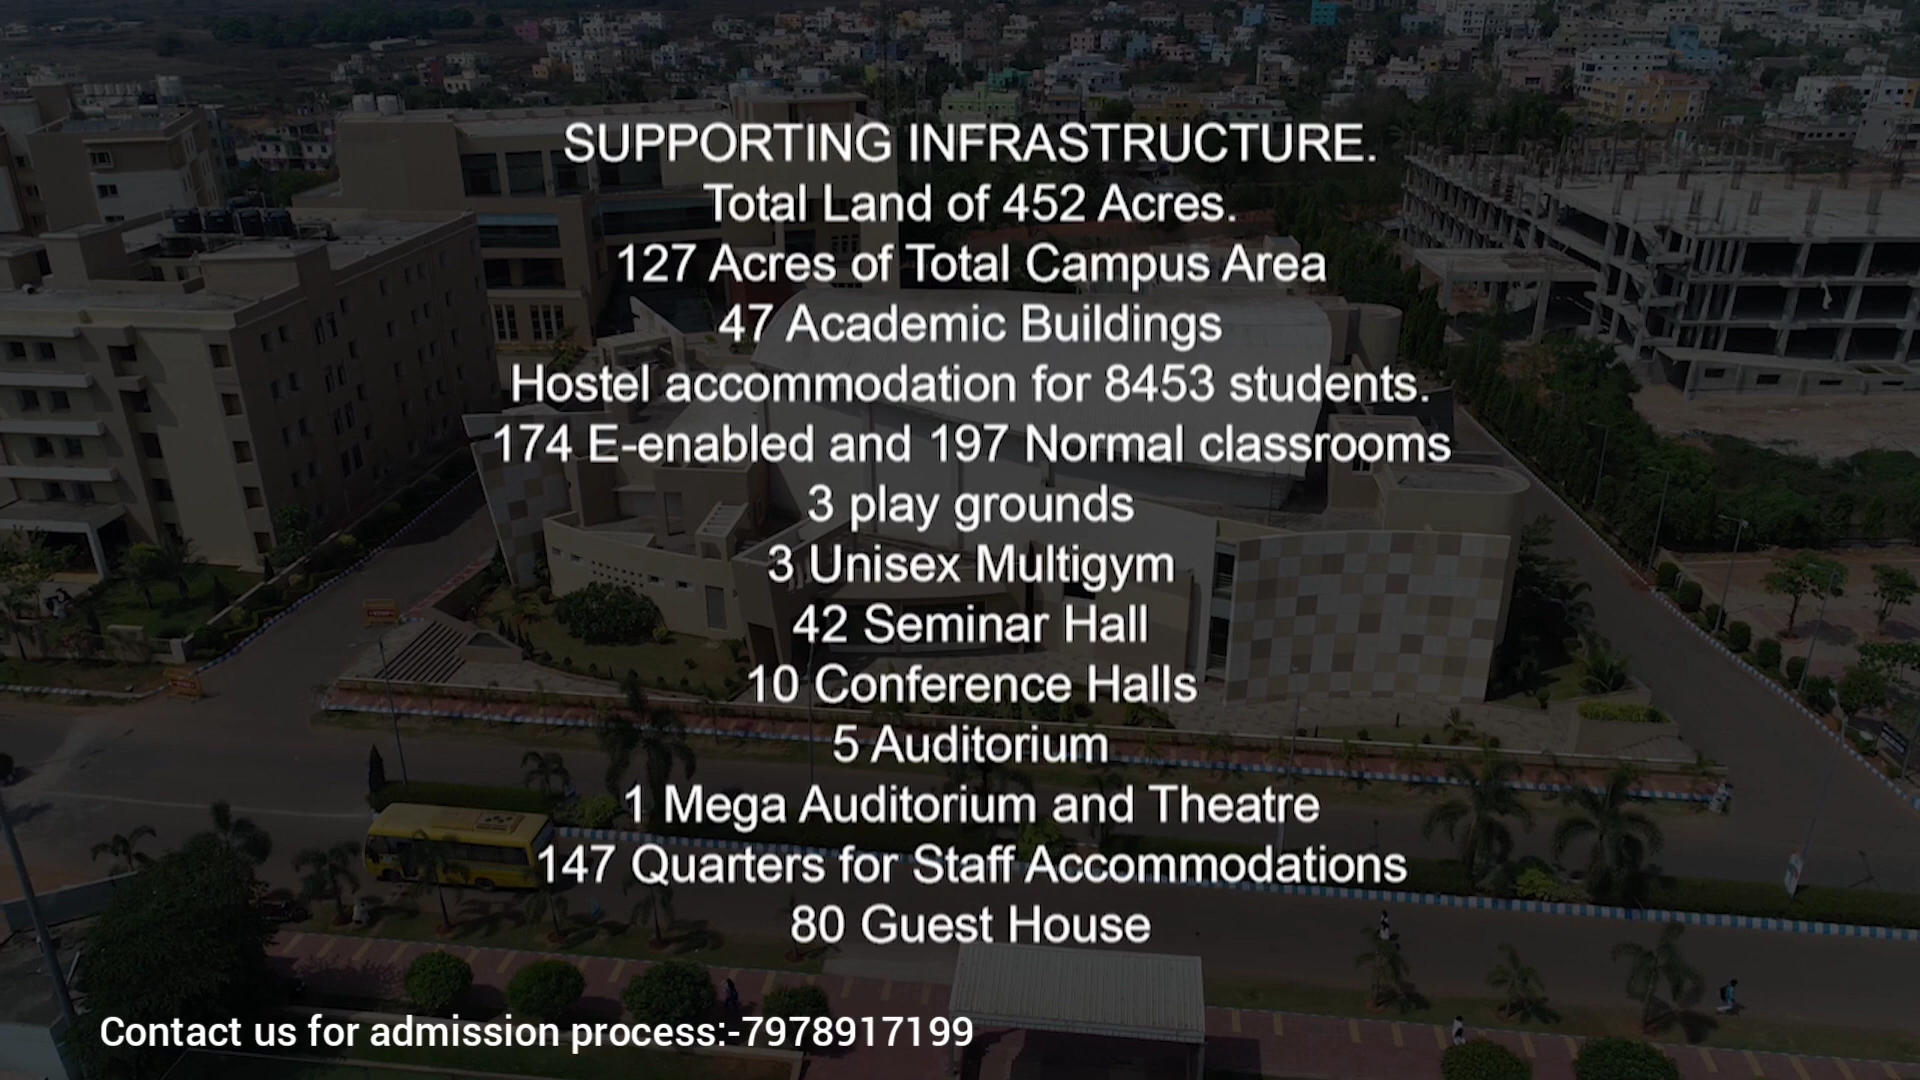 SUPPORTING INFRASTRUCTURE.
Total Land of 452 Acres.
127 Acres of Total Campus Area
47 Academic Buildings
Hostel accommodation for 8453 students.
174 E-enabled and 197 Normal classrooms
3 play grounds
3 Unisex Multigym
42 Seminar Hall
10 Conference Halls
5 Auditorium
1 Mega Auditorium and Theatre
147 Quarters for Staff Accommodations
80 Guest House
Contact us for admission process:-7978917199